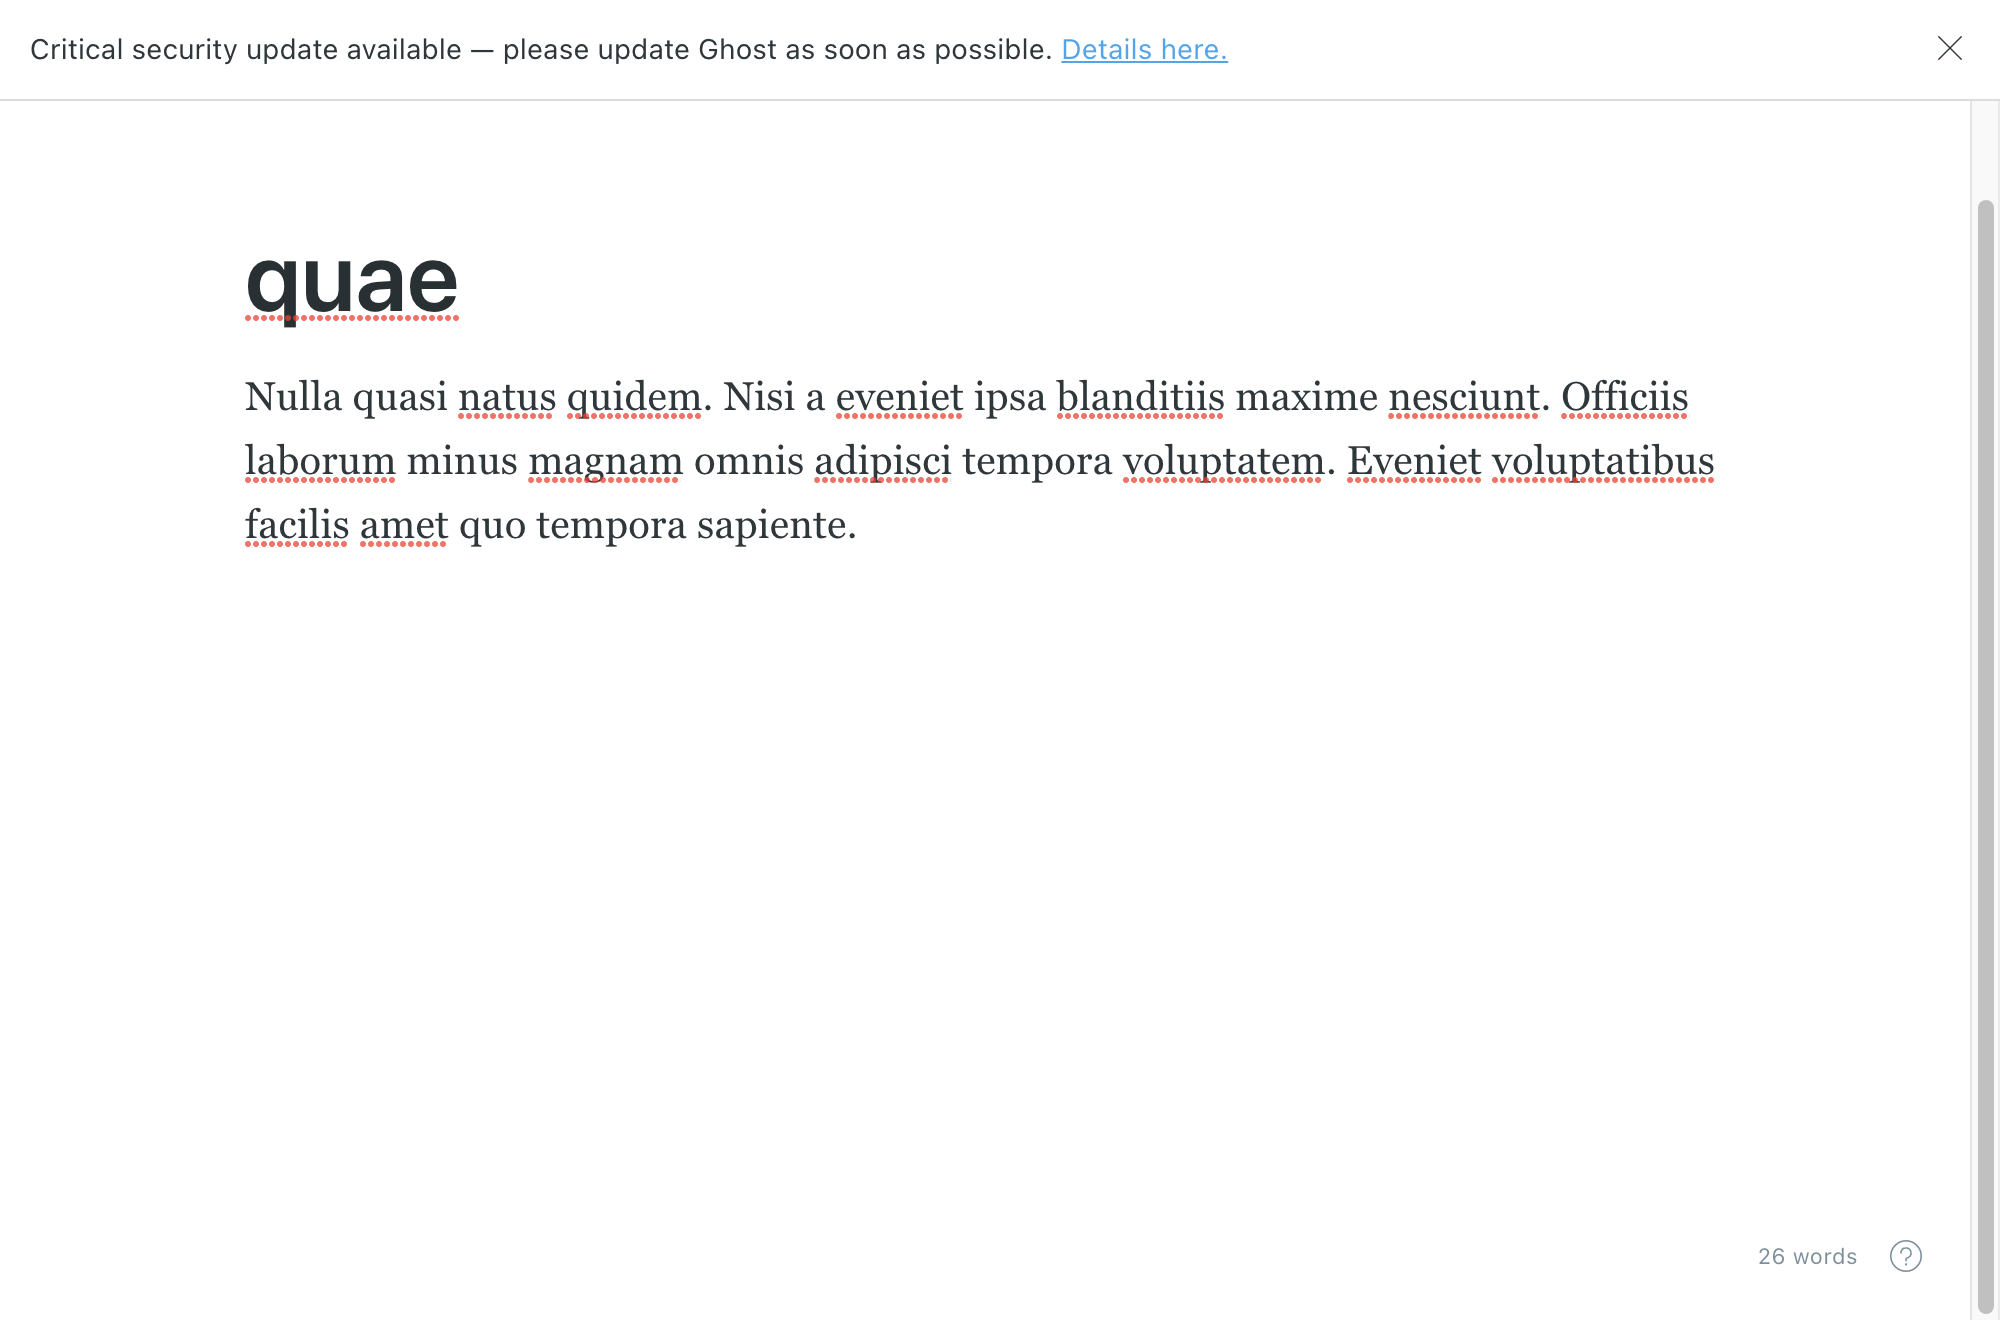 Critical security update available — please update Ghost as soon as possible. Details here.
quae
Nulla quasi natus quidem. Nisi a eveniet ipsa blanditiis maxime nesciunt. Officiis
laborum minus magnam omnis adipisci tempora voluptatem. Eveniet voluptatibus
facilis amet quo tempora sapiente.
26 words ?